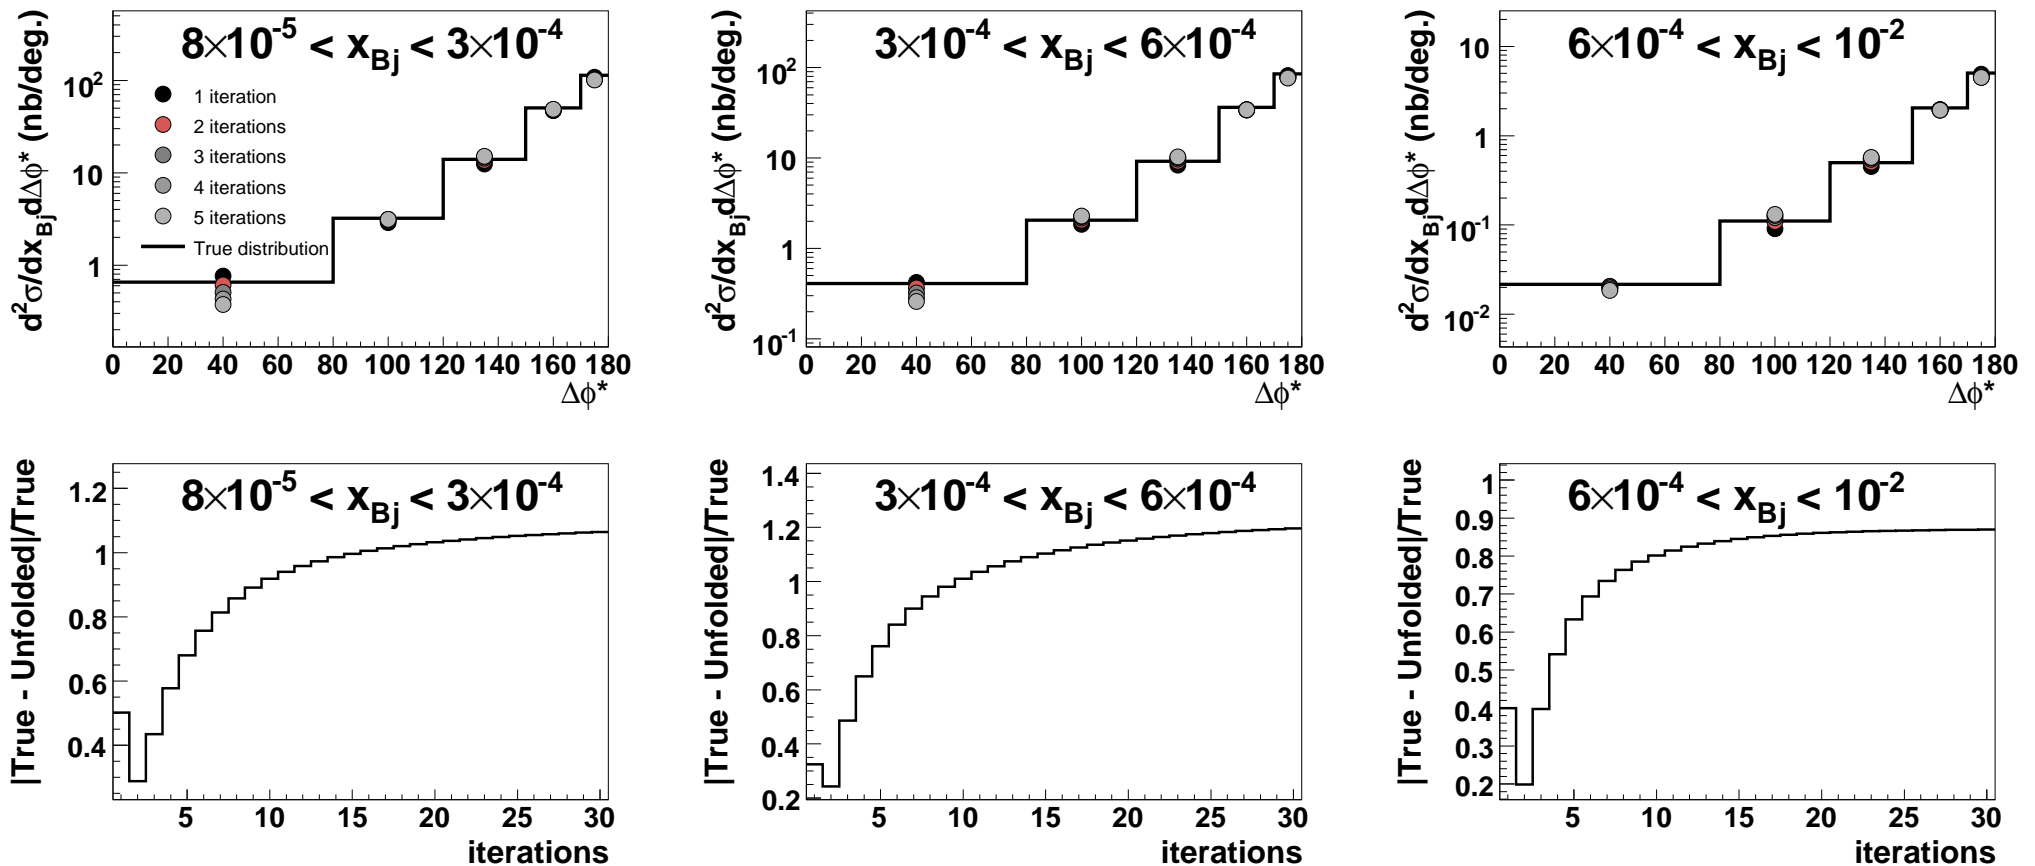 d²σ/dx_Bj dΔϕ* (nb/deg.)
8×10⁻⁵ < x_Bj < 3×10⁻⁴
10²
10
1
1 iteration
2 iterations
3 iterations
4 iterations
5 iterations
True distribution
0 20 40 60 80 100 120 140 160 180
Δϕ*
d²σ/dx_Bj dΔϕ* (nb/deg.)
3×10⁻⁴ < x_Bj < 6×10⁻⁴
10²
10
1
10⁻¹
0 20 40 60 80 100 120 140 160 180
Δϕ*
d²σ/dx_Bj dΔϕ* (nb/deg.)
6×10⁻⁴ < x_Bj < 10⁻²
10
1
10⁻¹
10⁻²
0 20 40 60 80 100 120 140 160 180
Δϕ*
|True - Unfolded|/True
8×10⁻⁵ < x_Bj < 3×10⁻⁴
1.2
1
0.8
0.6
0.4
5 10 15 20 25 30
iterations
|True - Unfolded|/True
3×10⁻⁴ < x_Bj < 6×10⁻⁴
1.4
1.2
1
0.8
0.6
0.4
0.2
5 10 15 20 25 30
iterations
|True - Unfolded|/True
6×10⁻⁴ < x_Bj < 10⁻²
1
0.9
0.8
0.7
0.6
0.5
0.4
0.3
0.2
5 10 15 20 25 30
iterations